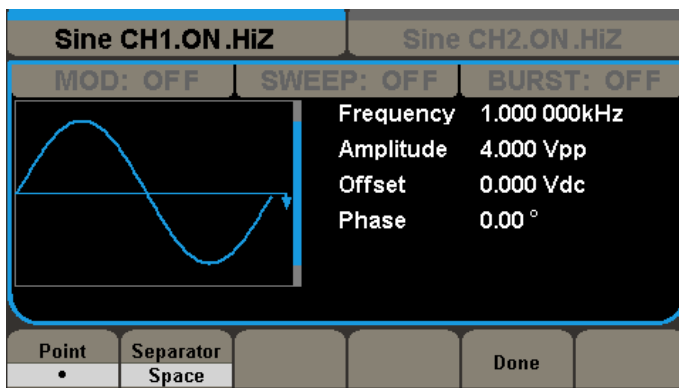 Sine CH1.ON.HiZ
Sine CH2.ON.HiZ
MOD: OFF
SWEEP: OFF
BURST: OFF
Frequency 1.000 000kHz
Amplitude 4.000 Vpp
Offset 0.000 Vdc
Phase 0.00 °
Point Separator
• Space
Done